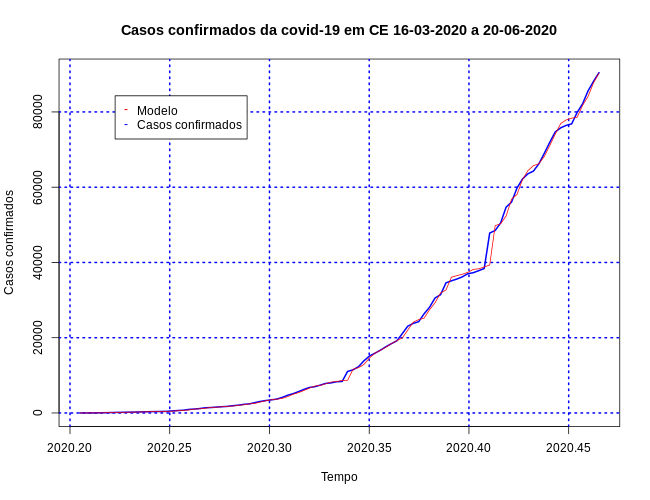 Casos confirmados da covid-19 em CE 16-03-2020 a 20-06-2020
Casos confirmados
80000
60000
40000
20000
0
- Modelo
- Casos confirmados
2020.20 2020.25 2020.30 2020.35 2020.40 2020.45
Tempo